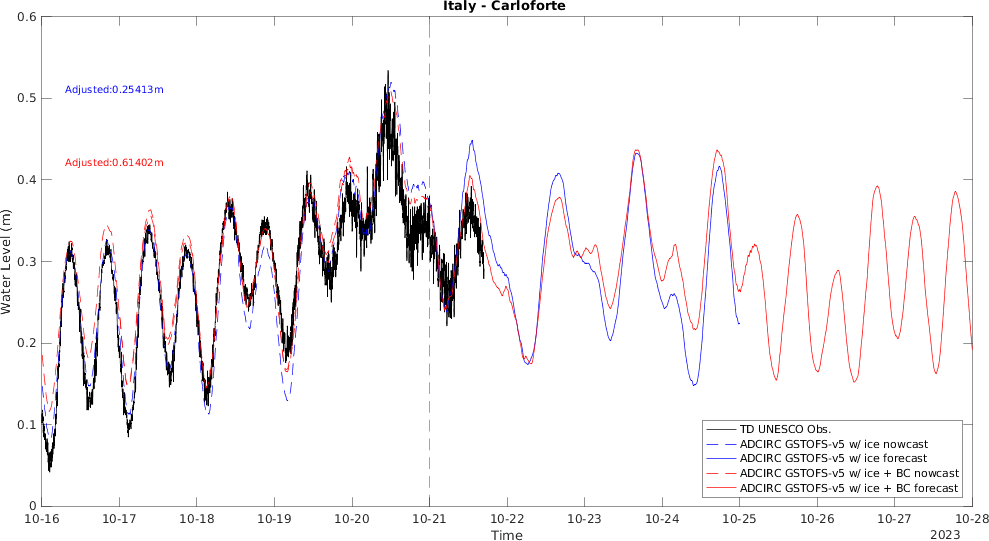 Italy - Carloforte
0.6
0.5
0.4
0.3
0.2
0.1
0
Water Level (m)
Adjusted:0.25413m
Adjusted:0.61402m
TD UNESCO Obs.
ADCIRC GSTOFS-v5 w/ ice nowcast
ADCIRC GSTOFS-v5 w/ ice forecast
ADCIRC GSTOFS-v5 w/ ice + BC nowcast
ADCIRC GSTOFS-v5 w/ ice + BC forecast
10-16 10-17 10-18 10-19 10-20 10-21 10-22 10-23 10-24 10-25 10-26 10-27 10-28
Time
2023